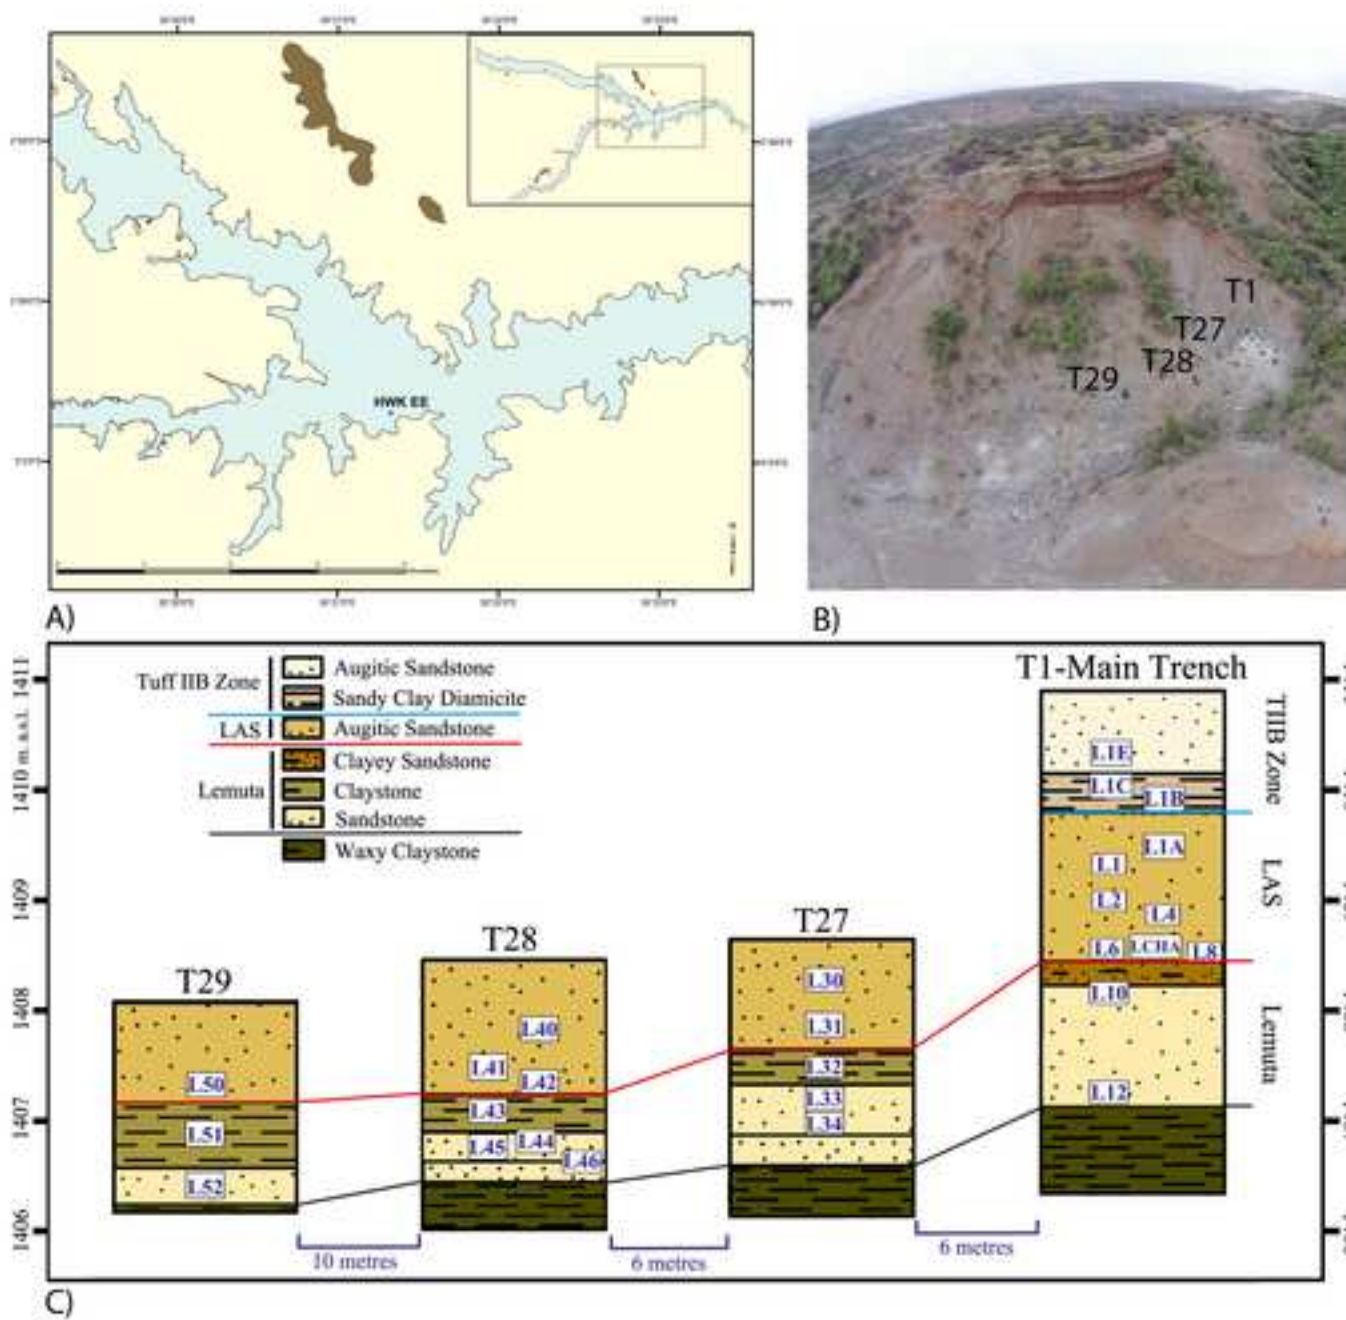 HWK EE
A)
T1
T27
T28
T29
B)
1411
1410 m a.s.l.
1409
1408
1407
1406
Tuff IIB Zone
Augitic Sandstone
Sandy Clay Diamicite
LAS
Augitic Sandstone
Lemuta
Clayey Sandstone
Claystone
Sandstone
Waxy Claystone
T29
L50
L51
L52
T28
L40
L41
L42
L43
L44
L45
L46
T27
L30
L31
L32
L33
L34
T1-Main Trench
L1E
L1C
L1B
L1A
L1
L2
L4
L6
LCHA
L8
L10
L12
TIIB Zone
LAS
Lemuta
10 metres
6 metres
6 metres
C)